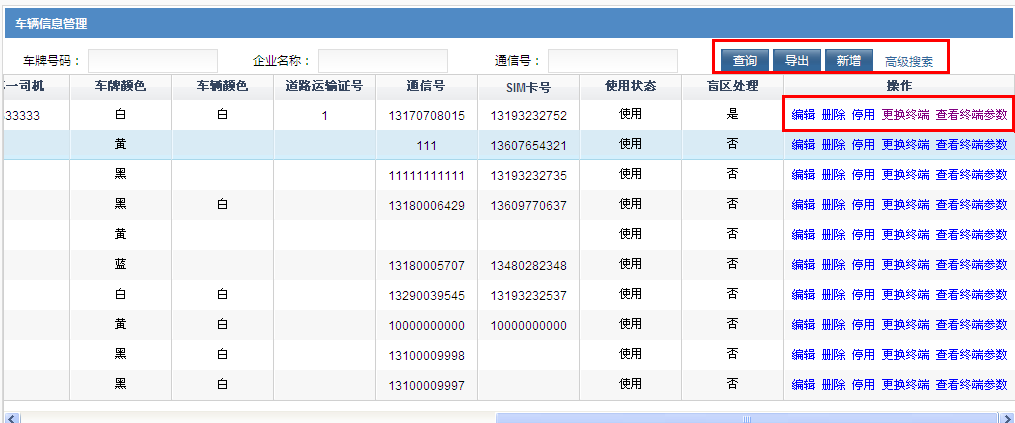 车辆信息管理
车牌号码： 企业名称： 通信号： 查询 导出 新增 高级搜索
一司机 车牌颜色 车辆颜色 道路运输证号 通信号 SIM卡号 使用状态 盲区处理 操作
33333 白 白 1 13170708015 13193232752 使用 是 编辑 删除 停用 更换终端 查看终端参数
黄 111 13607654321 使用 否 编辑 删除 停用 更换终端 查看终端参数
黑 11111111111 13193232735 使用 否 编辑 删除 停用 更换终端 查看终端参数
黑 白 13180006429 13609770637 使用 否 编辑 删除 停用 更换终端 查看终端参数
黄 使用 否 编辑 删除 停用 更换终端 查看终端参数
蓝 13180005707 13480282348 使用 否 编辑 删除 停用 更换终端 查看终端参数
白 白 13290039545 13193232537 使用 否 编辑 删除 停用 更换终端 查看终端参数
黄 白 10000000000 10000000000 使用 否 编辑 删除 停用 更换终端 查看终端参数
黑 白 13100009998 使用 否 编辑 删除 停用 更换终端 查看终端参数
黑 白 13100009997 使用 否 编辑 删除 停用 更换终端 查看终端参数